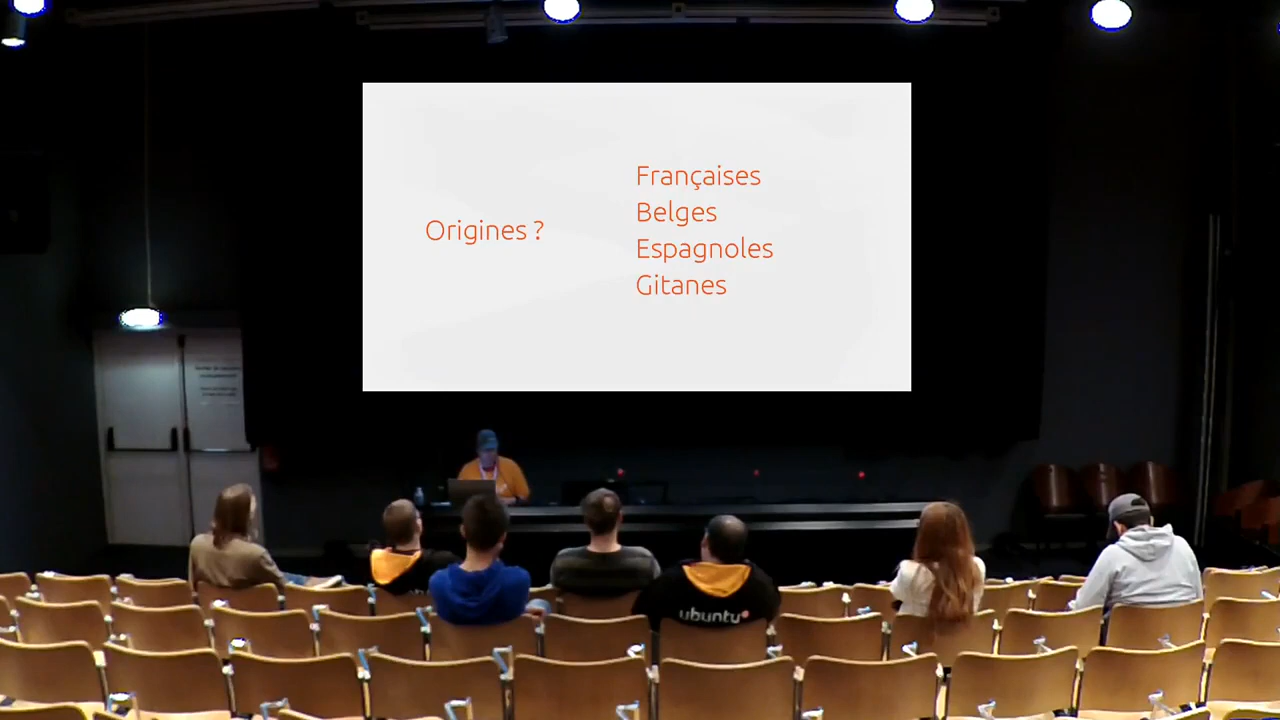 Origines ?
Françaises
Belges
Espagnoles
Gitanes
ubuntu